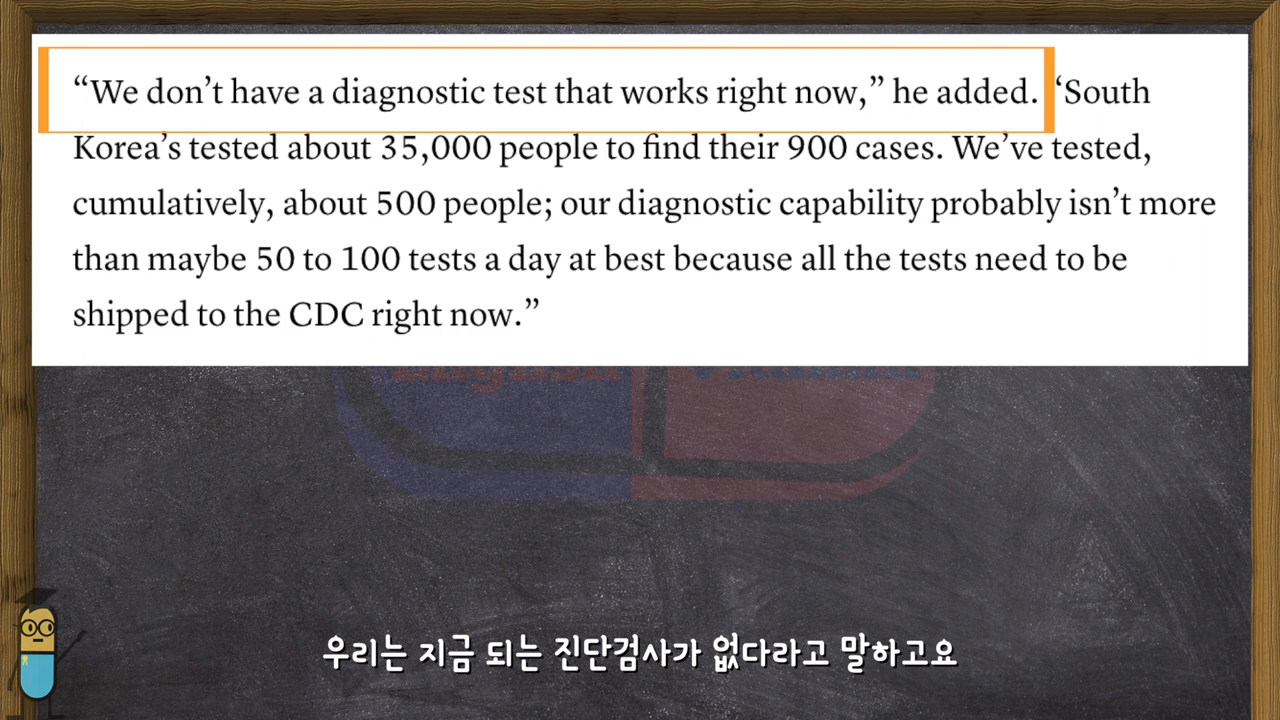 “We don’t have a diagnostic test that works right now,” he added. ‘South
Korea’s tested about 35,000 people to find their 900 cases. We’ve tested,
cumulatively, about 500 people; our diagnostic capability probably isn’t more
than maybe 50 to 100 tests a day at best because all the tests need to be
shipped to the CDC right now.”
우리는 지금 되는 진단검사가 없다라고 말하고요